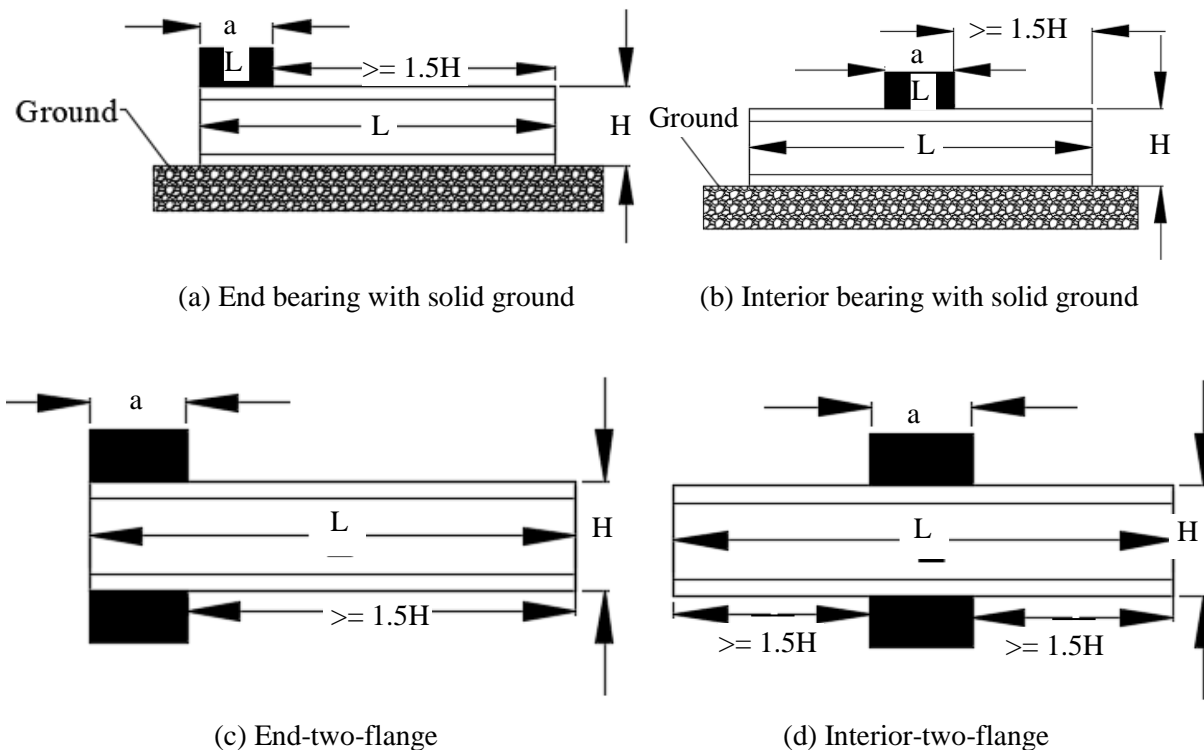 a
L
>= 1.5H
Ground
L
H
(a) End bearing with solid ground
>= 1.5H
a
L
Ground
L
H
(b) Interior bearing with solid ground
a
L
H
>= 1.5H
(c) End-two-flange
a
L
H
>= 1.5H
>= 1.5H
(d) Interior-two-flange